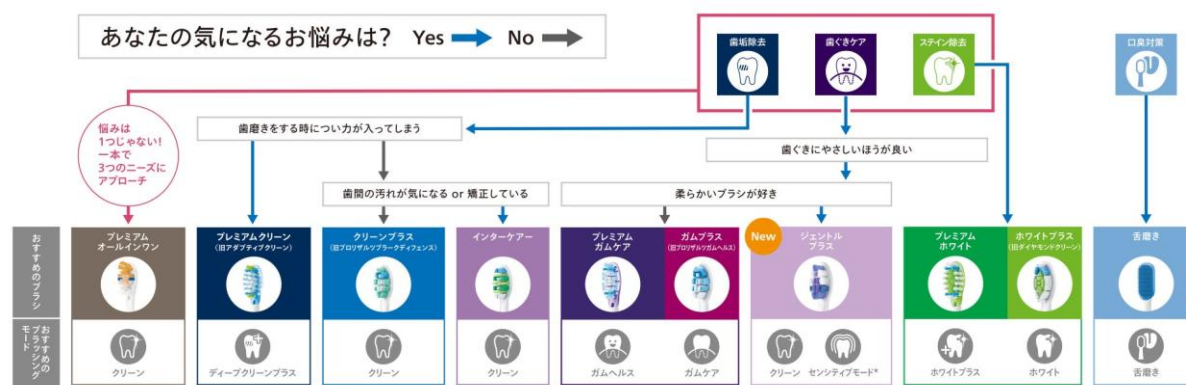 あなたの気になるお悩みは? Yes No
歯垢除去
歯ぐきケア
ステイン除去
口臭対策
悩みは
1つじゃない!
一本で
3つのニーズに
アプローチ
歯磨きをする時につい力が入ってしまう
歯ぐきにやさしいほうが良い
歯間の汚れが気になる or 矯正している
柔らかいブラシが好き
おすすめのブラシ
プレミアム
オールインワン
プレミアムクリーン
(旧アダプティブクリーン)
クリーンプラス
(旧プロリザルツプラークディフェンス)
インターケアー
プレミアム
ガムケア
ガムプラス
(旧プロリザルツガムヘルス)
New
ジェントル
プラス
プレミアム
ホワイト
ホワイトプラス
(旧ダイヤモンドクリーン)
舌磨き
おすすめの
ブラッシング
モード
クリーン
ディープクリーンプラス
クリーン
クリーン
ガムヘルス
ガムケア
クリーン
センシティブモード*
ホワイトプラス
ホワイト
舌磨き